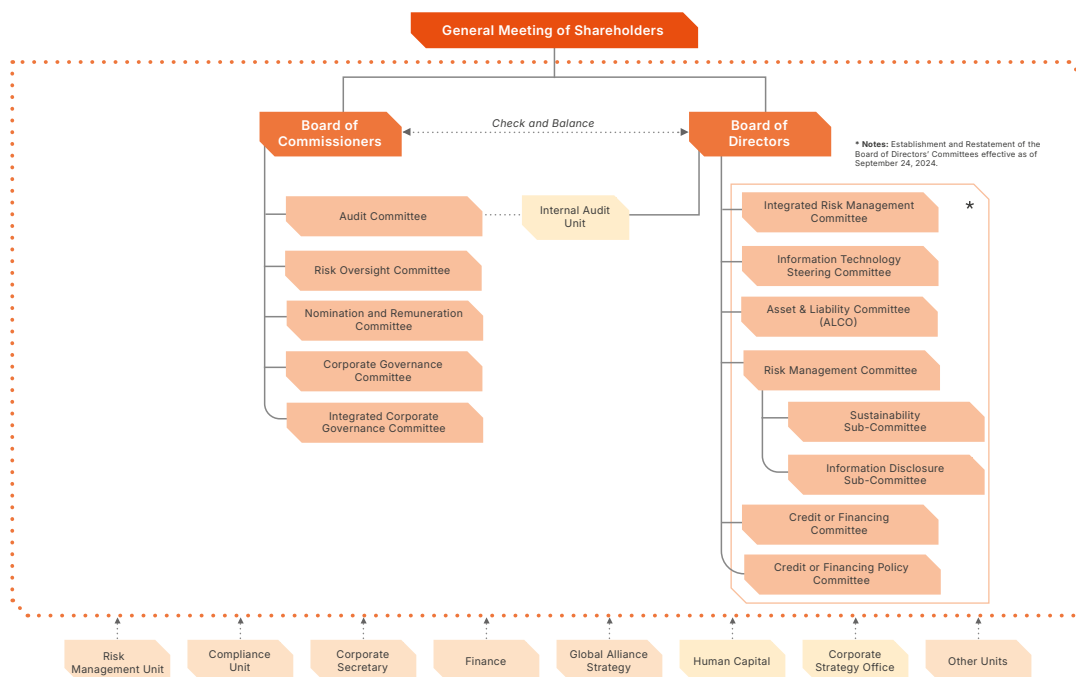 General Meeting of Shareholders
Board of
Commissioners
Check and Balance
Board of
Directors
* Notes: Establishment and Restatement of the
Board of Directors' Committees effective as of
September 24, 2024.
Audit Committee
Internal Audit
Unit
Integrated Risk Management
Committee
*
Risk Oversight Committee
Information Technology
Steering Committee
Nomination and Remuneration
Committee
Asset & Liability Committee
(ALCO)
Corporate Governance
Committee
Risk Management Committee
Integrated Corporate
Governance Committee
Sustainability
Sub-Committee
Information Disclosure
Sub-Committee
Credit or Financing
Committee
Credit or Financing Policy
Committee
Risk
Management Unit
Compliance
Unit
Corporate
Secretary
Finance
Global Alliance
Strategy
Human Capital
Corporate
Strategy Office
Other Units